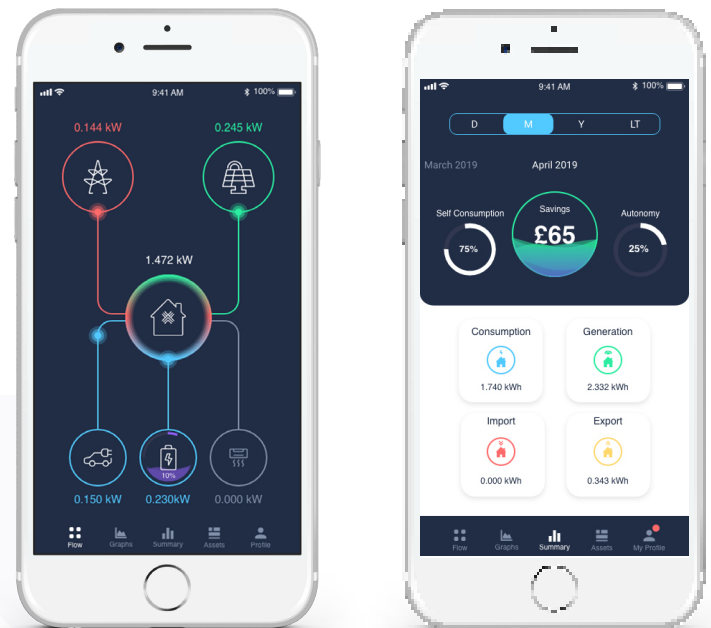 9:41 AM
100%
0.144 kW
0.245 kW
1.472 kW
10%
0.150 kW
0.230kW
0.000 kW
Flow
Graphs
Summary
Assets
Profile
9:41 AM
100%
D
M
Y
LT
March 2019
April 2019
Self Consumption
Savings
Autonomy
75%
£65
25%
Consumption
Generation
1.740 kWh
2.332 kWh
Import
Export
0.000 kWh
0.343 kWh
Flow
Graphs
Summary
Assets
My Profile